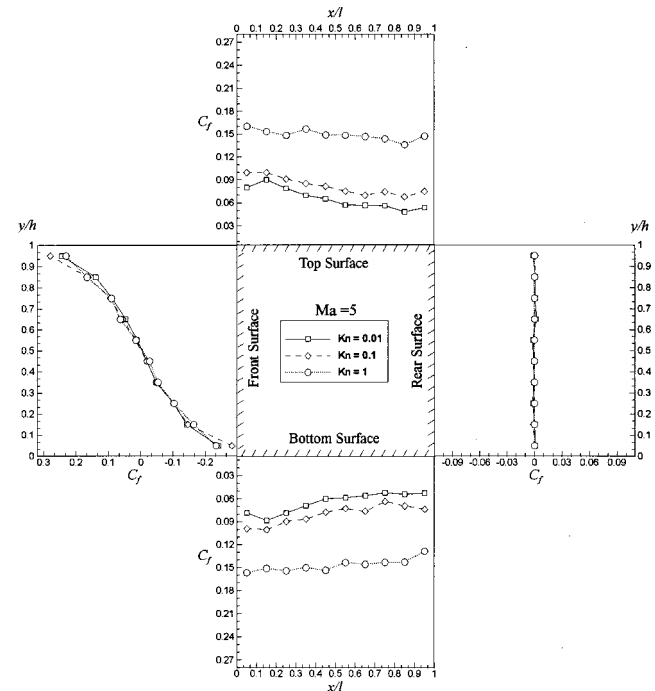 x/l
0 0.1 0.2 0.3 0.4 0.5 0.6 0.7 0.8 0.9 1
0.27
0.24
0.21
0.18
0.15
C_f
0.12
0.09
0.06
0.03
y/h
y/h
1
0.9
0.8
0.7
0.6
0.5
0.4
0.3
0.2
0.1
0
0.3 0.2 0.1 0 -0.1 -0.2
C_f
Top Surface
Front Surface
Ma =5
Kn = 0.01
Kn = 0.1
Kn = 1
Rear Surface
Bottom Surface
1
0.9
0.8
0.7
0.6
0.5
0.4
0.3
0.2
0.1
0
-0.09 -0.06 -0.03 0 0.03 0.06 0.09
C_f
0.03
0.06
0.09
0.12
C_f
0.15
0.18
0.21
0.24
0.27
0 0.1 0.2 0.3 0.4 0.5 0.6 0.7 0.8 0.9 1
x/l